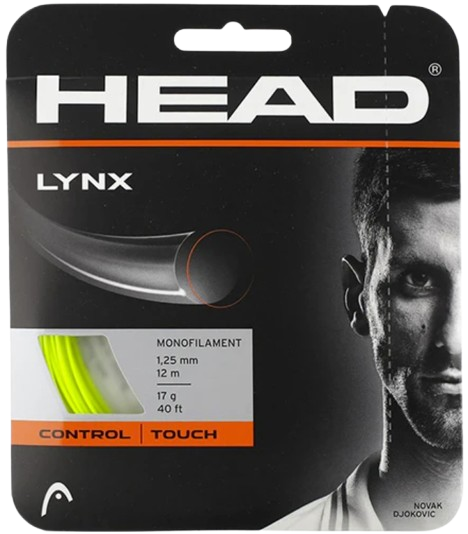 HEAD®
LYNX
MONOFILAMENT
1,25 mm
12 m
17 g
40 ft
CONTROL | TOUCH
NOVAK
DJOKOVIC